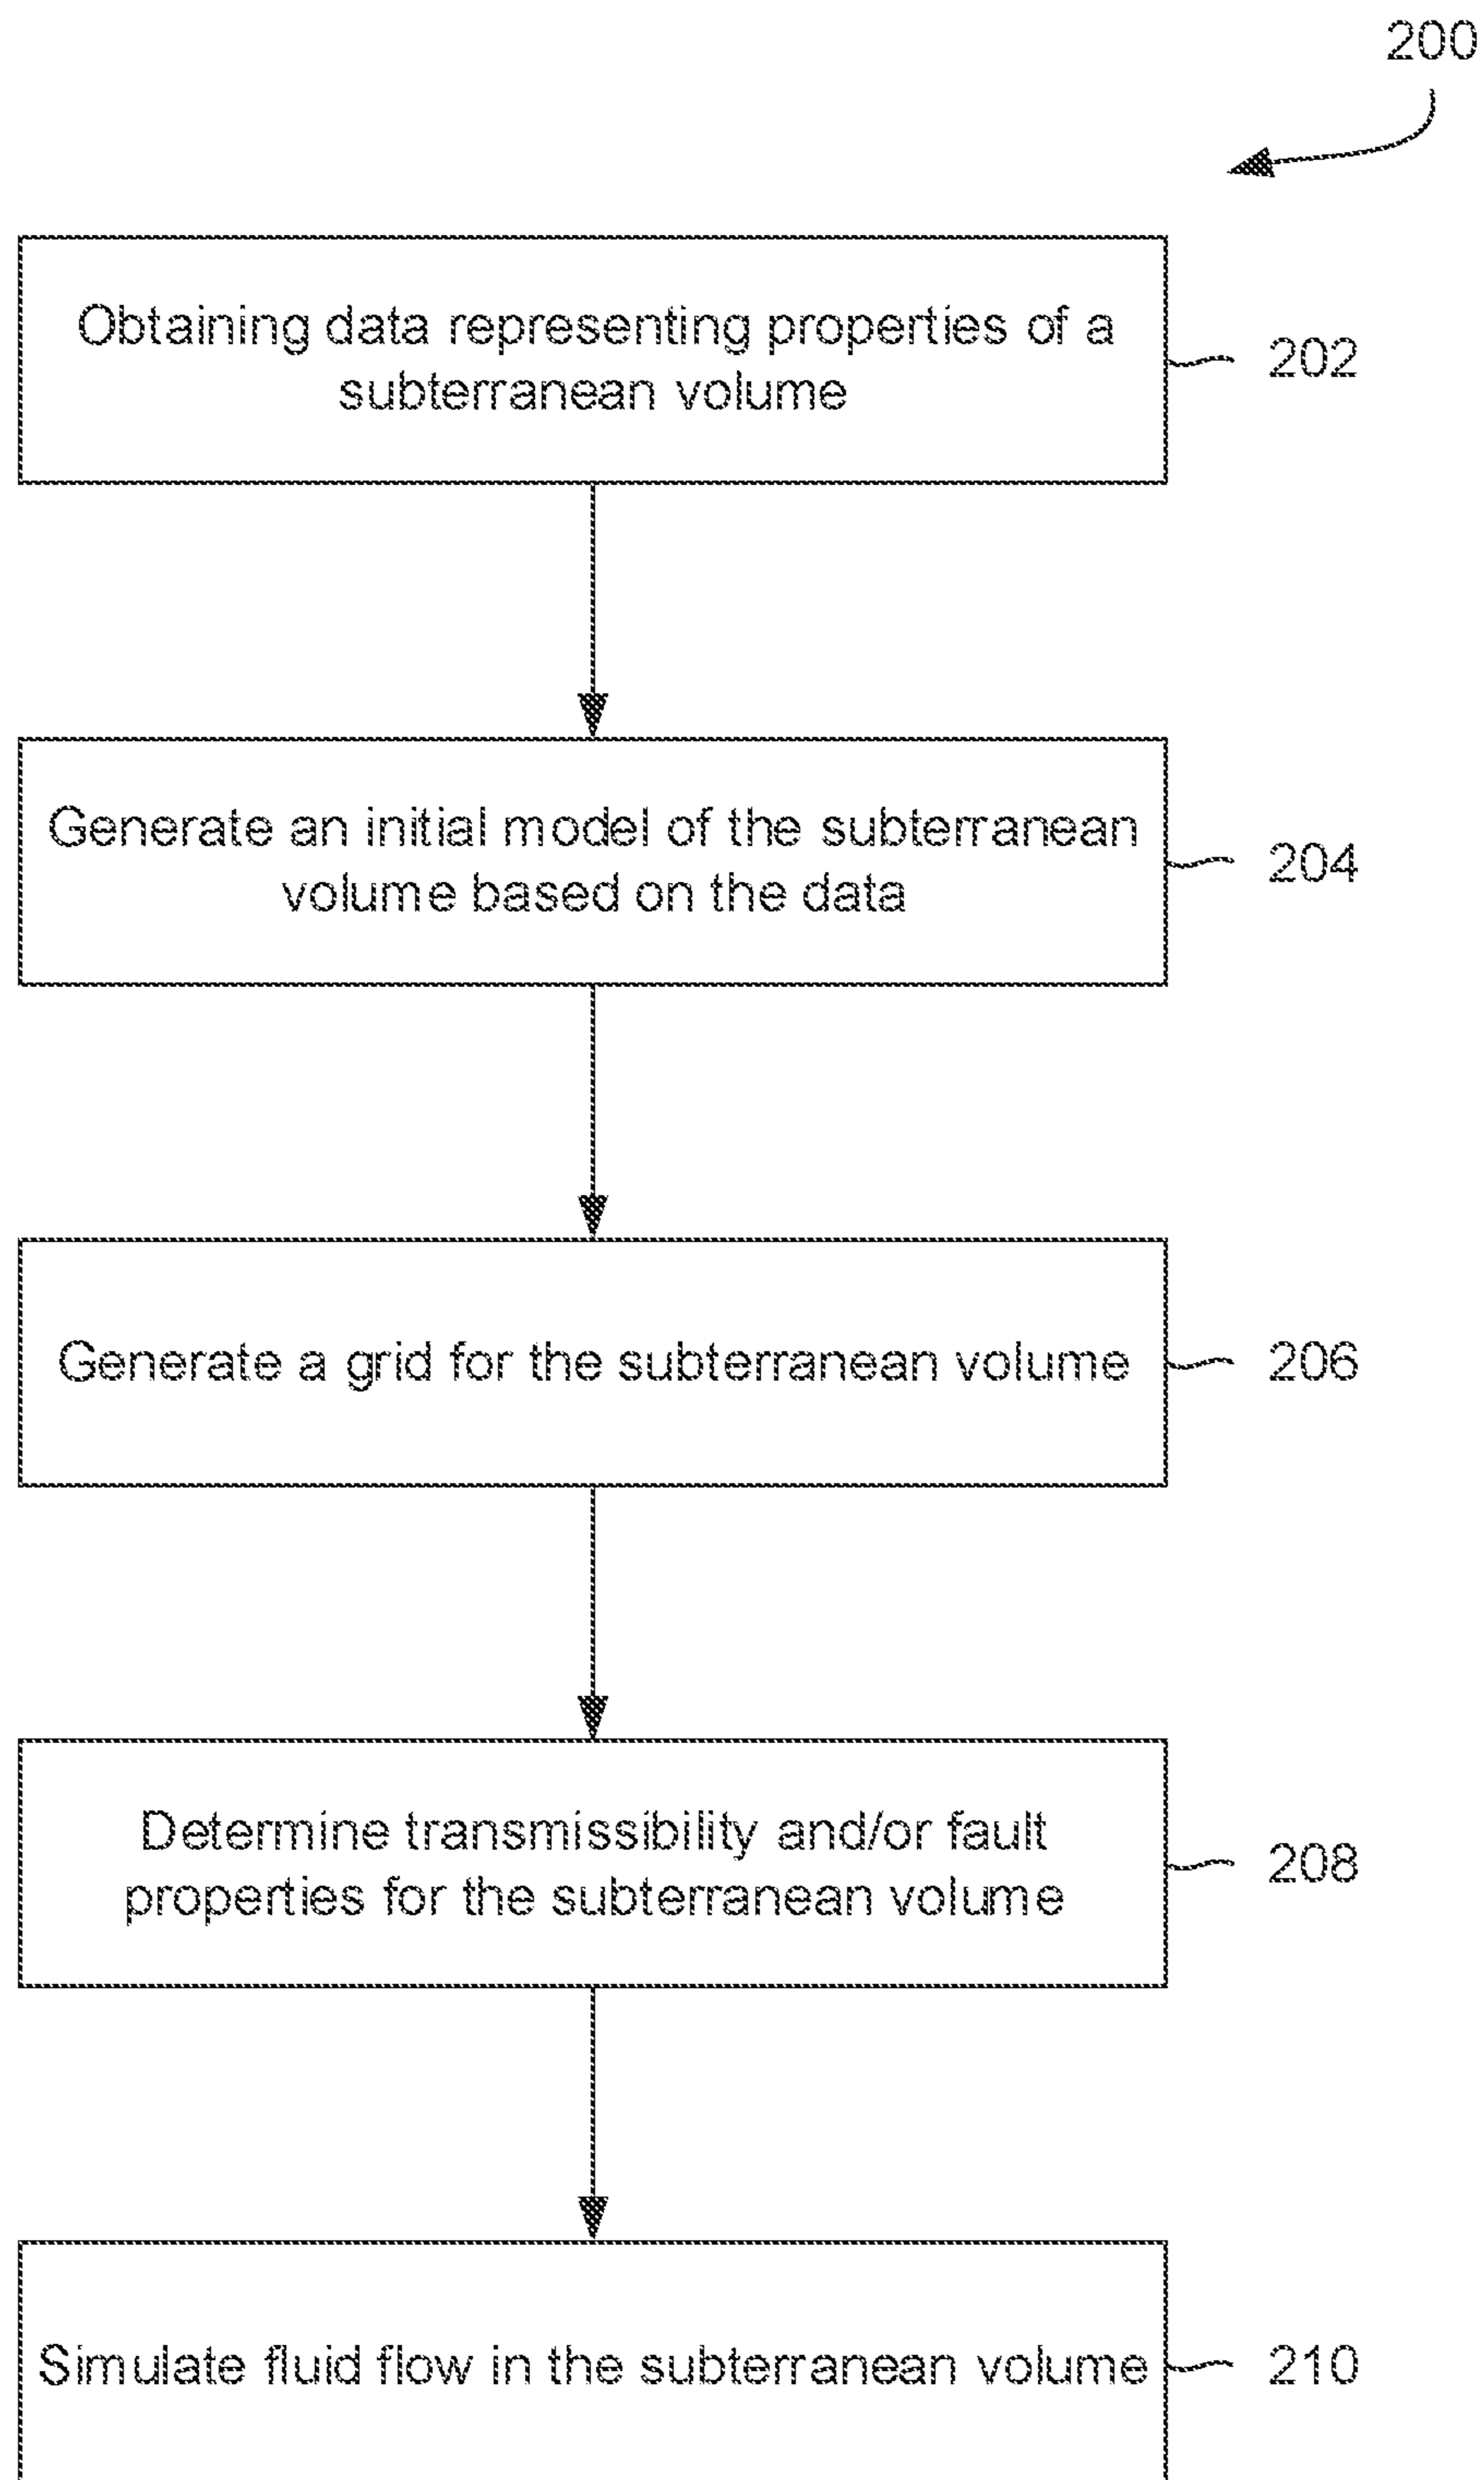 200
Obtaining data representing properties of a
subterranean volume
202
Generate an initial model of the subterranean
volume based on the data
204
Generate a grid for the subterranean volume
206
Determine transmissibility and/or fault
properties for the subterranean volume
208
Simulate fluid flow in the subterranean volume
210